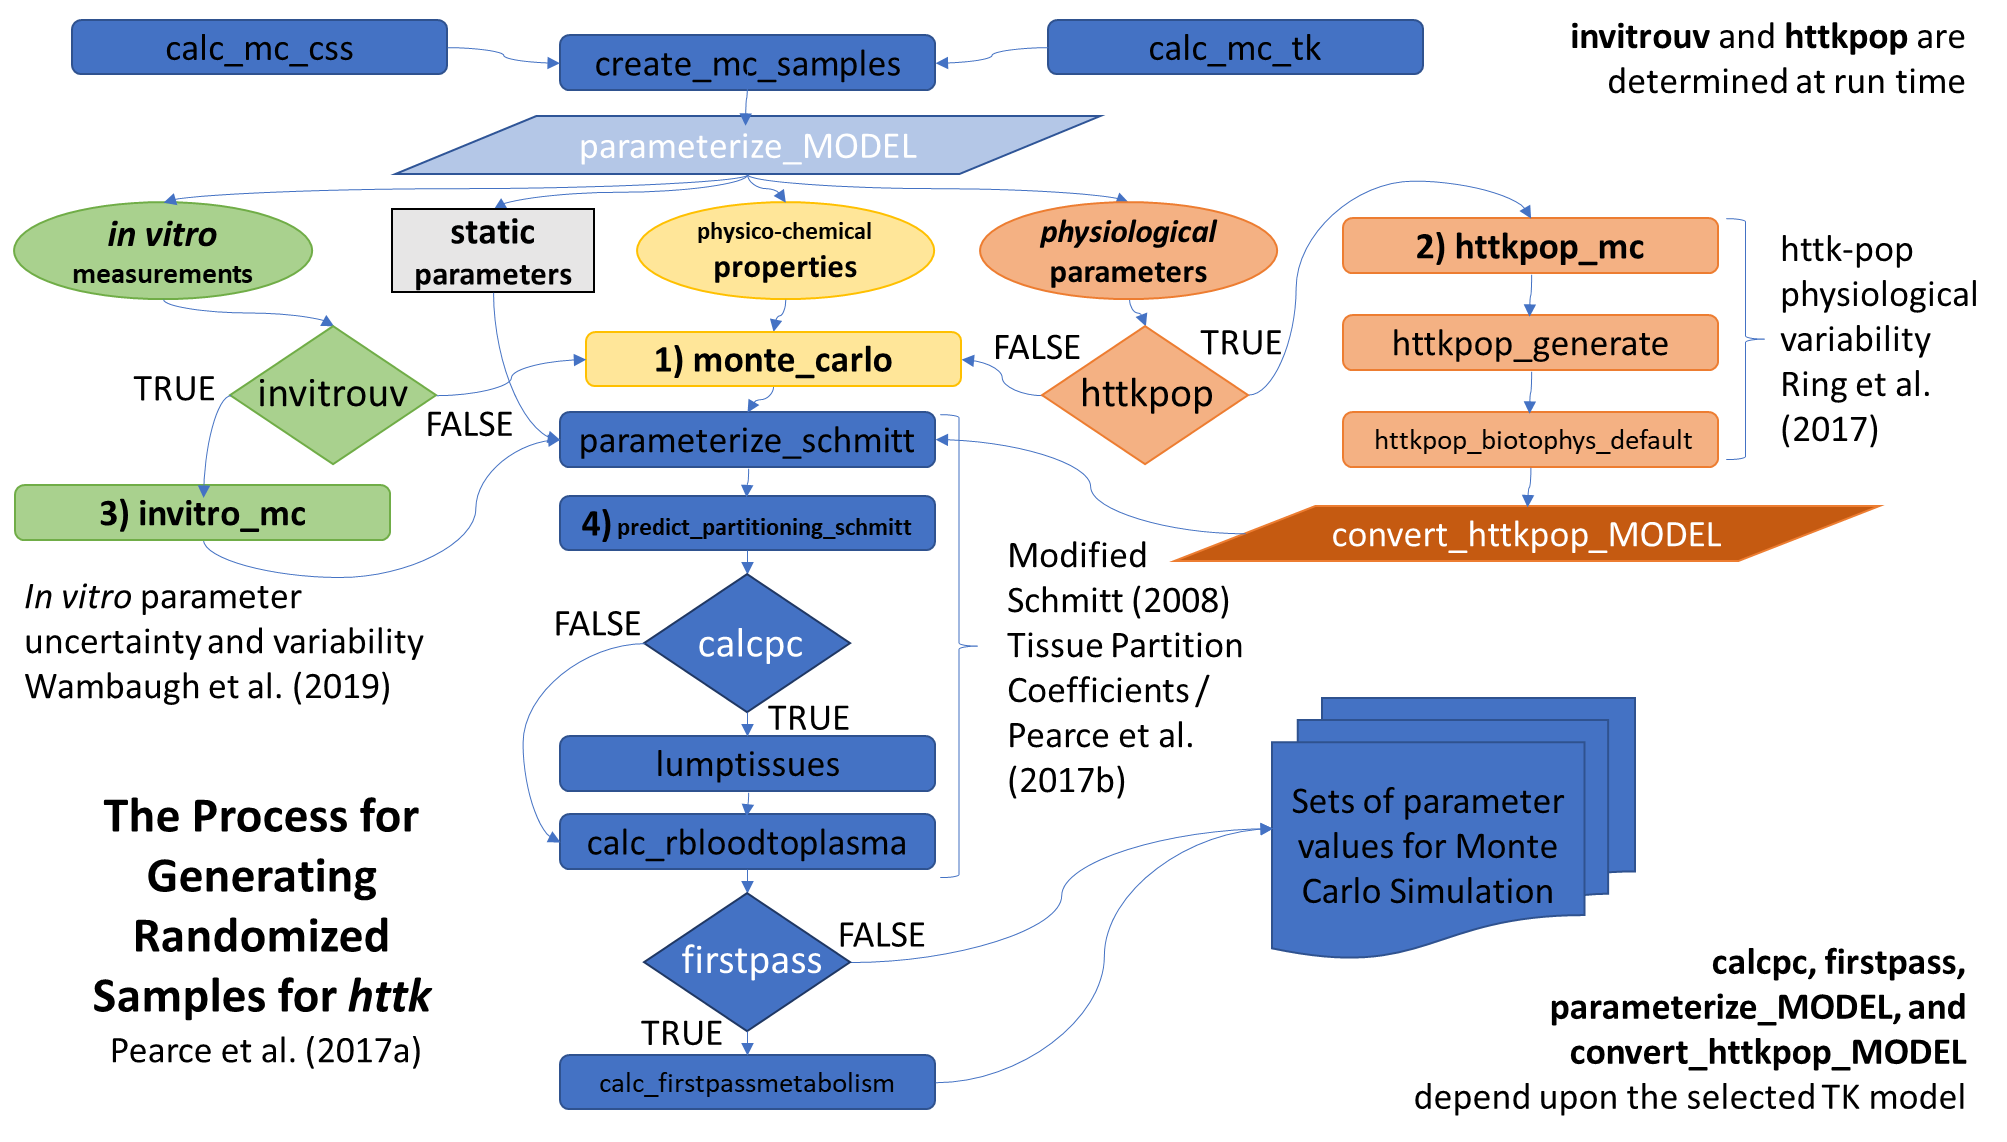 calc_mc_css
create_mc_samples
calc_mc_tk
invitrouv and httkpop are
determined at run time
parameterize_MODEL
in vitro
measurements
static
parameters
physico-chemical
properties
physiological
parameters
2) httkpop_mc
httkpop_generate
httkpop_biotophys_default
httk-pop
physiological
variability
Ring et al.
(2017)
1) monte_carlo
FALSE
TRUE
httkpop
TRUE
invitrouv
FALSE
parameterize_schmitt
3) invitro_mc
4) predict_partitioning_schmitt
convert_httkpop_MODEL
In vitro parameter
uncertainty and variability
Wambaugh et al. (2019)
Modified
Schmitt (2008)
Tissue Partition
Coefficients /
Pearce et al.
(2017b)
FALSE
calcpc
TRUE
lumptissues
calc_rbloodtoplasma
Sets of parameter
values for Monte
Carlo Simulation
The Process for
Generating
Randomized
Samples for httk
Pearce et al. (2017a)
FALSE
firstpass
TRUE
calc_firstpassmetabolism
calcpc, firstpass,
parameterize_MODEL, and
convert_httkpop_MODEL
depend upon the selected TK model